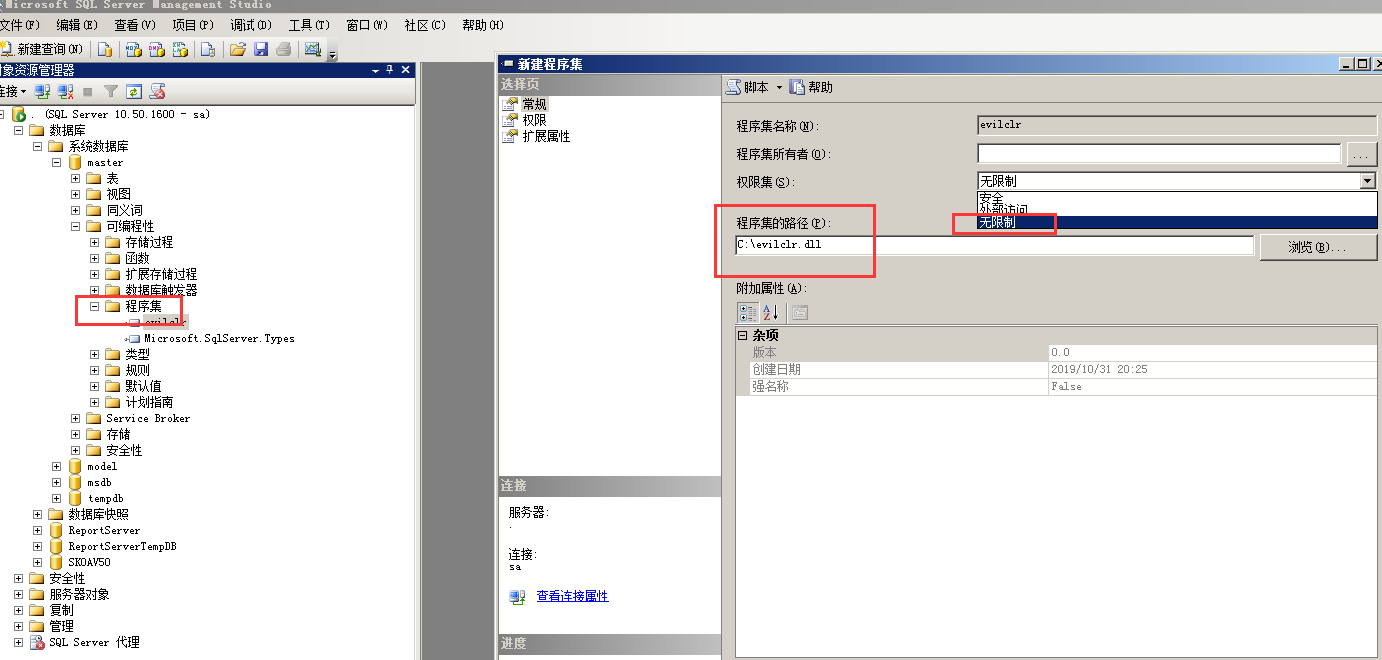 Microsoft SQL Server Management Studio
文件(F) 编辑(E) 查看(V) 项目(P) 调试(D) 工具(T) 窗口(W) 社区(C) 帮助(H)
新建查询(N)
对象资源管理器
连接
. (SQL Server 10.50.1600 - sa)
数据库
系统数据库
master
表
视图
同义词
可编程性
存储过程
函数
扩展存储过程
数据库触发器
程序集
evilclr
Microsoft.SqlServer.Types
类型
规则
默认值
计划指南
Service Broker
存储
安全性
model
msdb
tempdb
数据库快照
ReportServer
ReportServerTempDB
SKOAV50
安全性
服务器对象
复制
管理
SQL Server 代理
新建程序集
选择页
常规
权限
扩展属性
连接
服务器:
.
连接:
sa
查看连接属性
进度
脚本 帮助
程序集名称(N): evilclr
程序集所有者(O): ...
权限集(S): 无限制
安全
外部访问
无限制
程序集的路径(P):
C:\evilclr.dll 浏览(B)...
附加属性(A):
杂项
版本 0.0
创建日期 2019/10/31 20:25
强名称 False